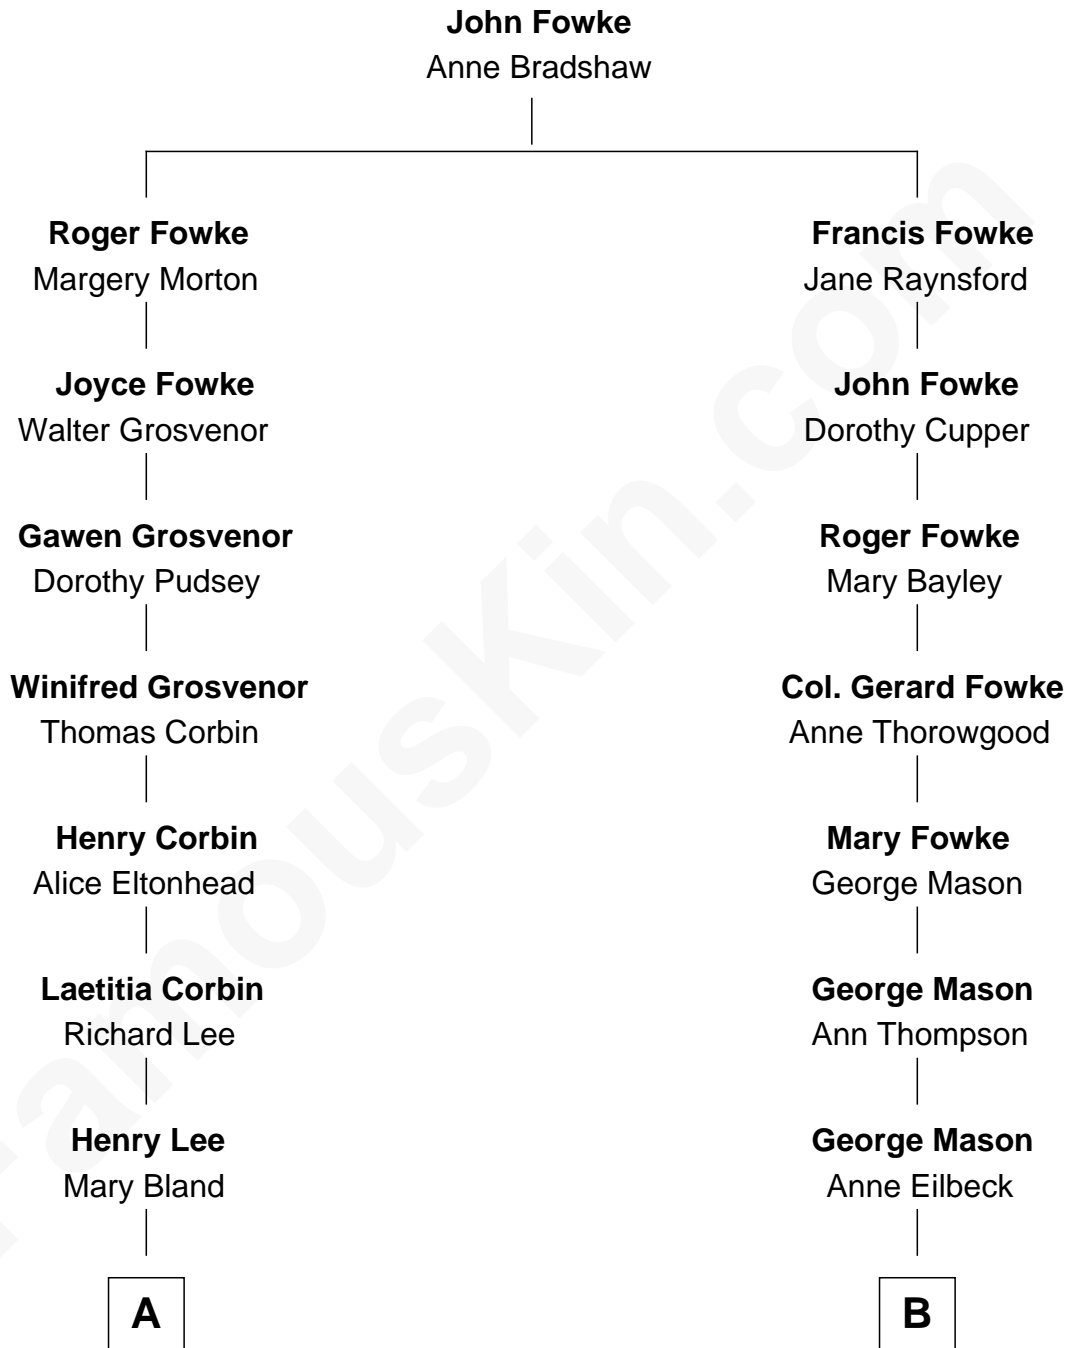 John Fowke
Anne Bradshaw
Roger Fowke
Margery Morton
Francis Fowke
Jane Raynsford
Joyce Fowke
Walter Grosvenor
John Fowke
Dorothy Cupper
Gawen Grosvenor
Dorothy Pudsey
Roger Fowke
Mary Bayley
Winifred Grosvenor
Thomas Corbin
Col. Gerard Fowke
Anne Thorowgood
Henry Corbin
Alice Eltonhead
Mary Fowke
George Mason
Laetitia Corbin
Richard Lee
George Mason
Ann Thompson
Henry Lee
Mary Bland
George Mason
Anne Eilbeck
A
B
FamousKin.com